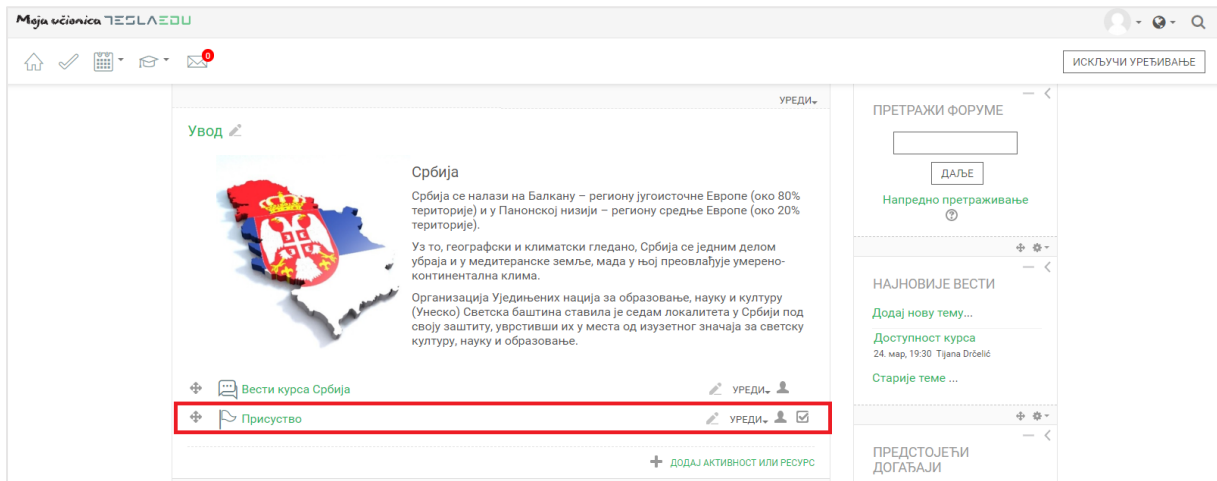 Moja učionica TESLAEDU
0
ИСКЉУЧИ УРЕЂИВАЊЕ
УРЕДИ
Увод
Србија
Србија се налази на Балкану – региону југоисточне Европе (око 80%
територије) и у Панонској низији – региону средње Европе (око 20%
територије).
Уз то, географски и климатски гледано, Србија се једним делом
убраја и у медитеранске земље, мада у њој преовлађује умерено-
континентална клима.
Организација Уједињених нација за образовање, науку и културу
(Унеско) Светска баштина ставила је седам локалитета у Србији под
своју заштиту, уврстивши их у места од изузетног значаја за светску
културу, науку и образовање.
Вести курса Србија
УРЕДИ
Присуство
УРЕДИ
ДОДАЈ АКТИВНОСТ ИЛИ РЕСУРС
ПРЕТРАЖИ ФОРУМЕ
ДАЉЕ
Напредно претраживање
НАЈНОВИЈЕ ВЕСТИ
Додај нову тему...
Доступност курса
24. мар, 19:30 Tijana Drčelić
Старије теме ...
ПРЕДСТОЈЕЋИ
ДОГАЂАЈИ